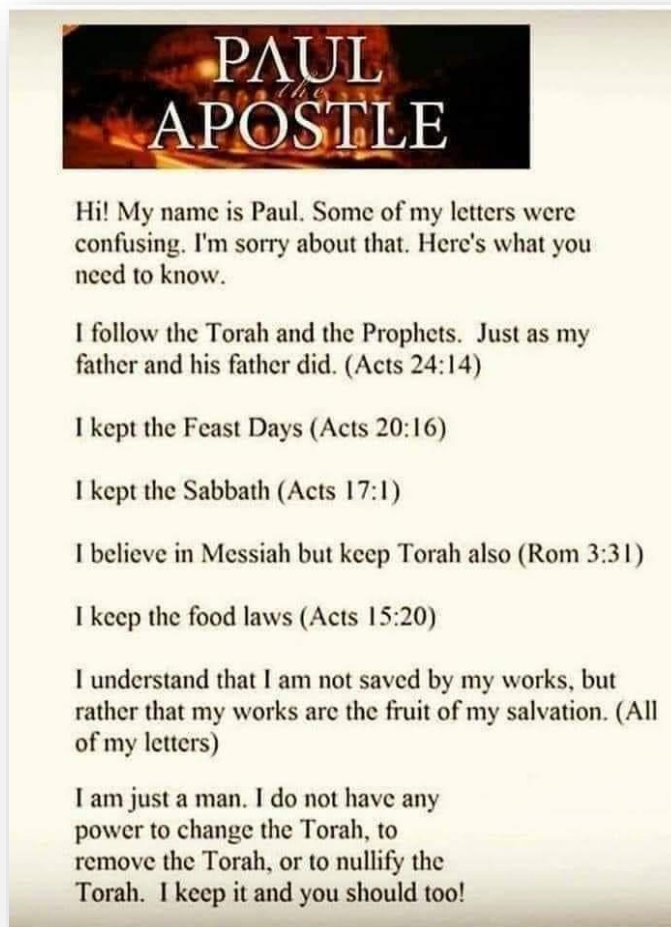 PAUL
the
APOSTLE
Hi! My name is Paul. Some of my letters were
confusing. I'm sorry about that. Here's what you
need to know.
I follow the Torah and the Prophets.  Just as my
father and his father did. (Acts 24:14)
I kept the Feast Days (Acts 20:16)
I kept the Sabbath (Acts 17:1)
I believe in Messiah but keep Torah also (Rom 3:31)
I keep the food laws (Acts 15:20)
I understand that I am not saved by my works, but
rather that my works are the fruit of my salvation. (All
of my letters)
I am just a man. I do not have any
power to change the Torah, to
remove the Torah, or to nullify the
Torah.  I keep it and you should too!